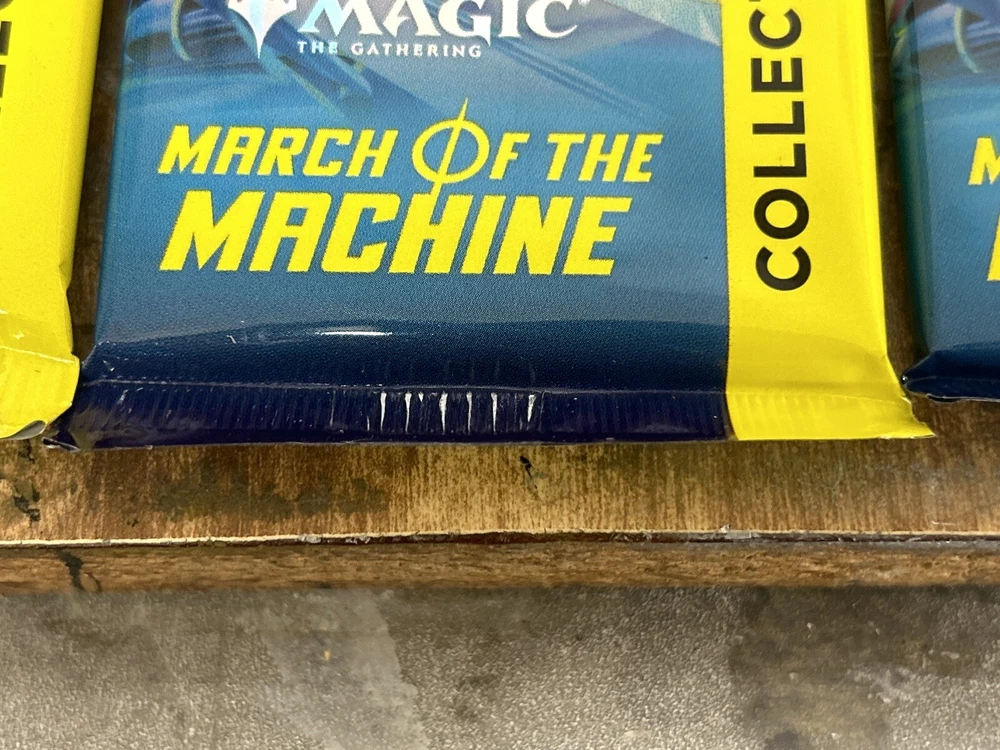 MAGIC
THE GATHERING
MARCH OF THE
MACHINE
COLLEC
M